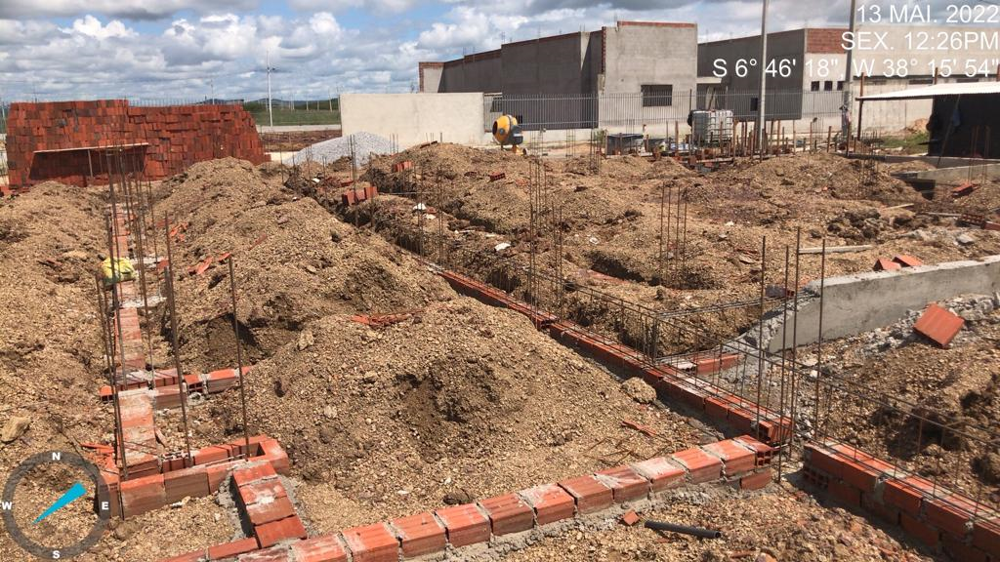 13 MAI. 2022
SEX. 12:26PM
S 6° 46' 18", W 38° 15' 54"
N
W E
S